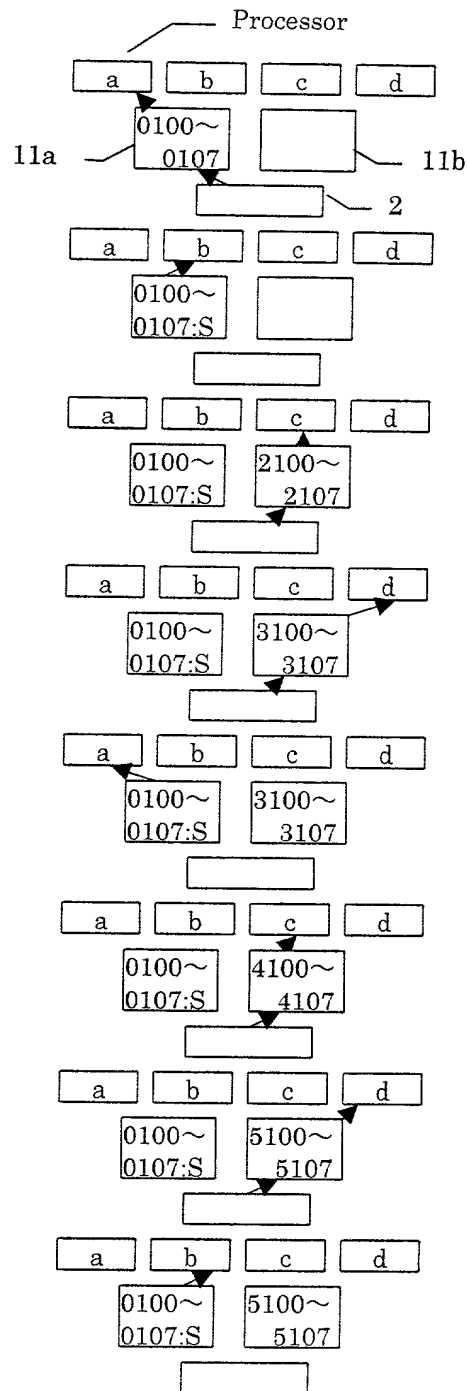 Processor
a b c d
0100~
0107
11a 11b
2
a b c d
0100~
0107:S
a b c d
0100~ 2100~
0107:S 2107
a b c d
0100~ 3100~
0107:S 3107
a b c d
0100~ 3100~
0107:S 3107
a b c d
0100~ 4100~
0107:S 4107
a b c d
0100~ 5100~
0107:S 5107
a b c d
0100~ 5100~
0107:S 5107